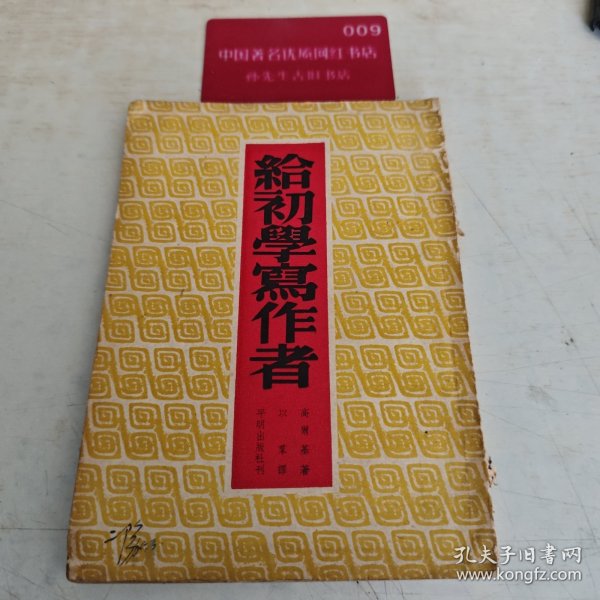 009
中国著名优质网红书店
孙先生古旧书店
給初學寫作者
高爾基著
以羣譯
平明出版社刊
孔夫子旧书网
www.kongfz.com